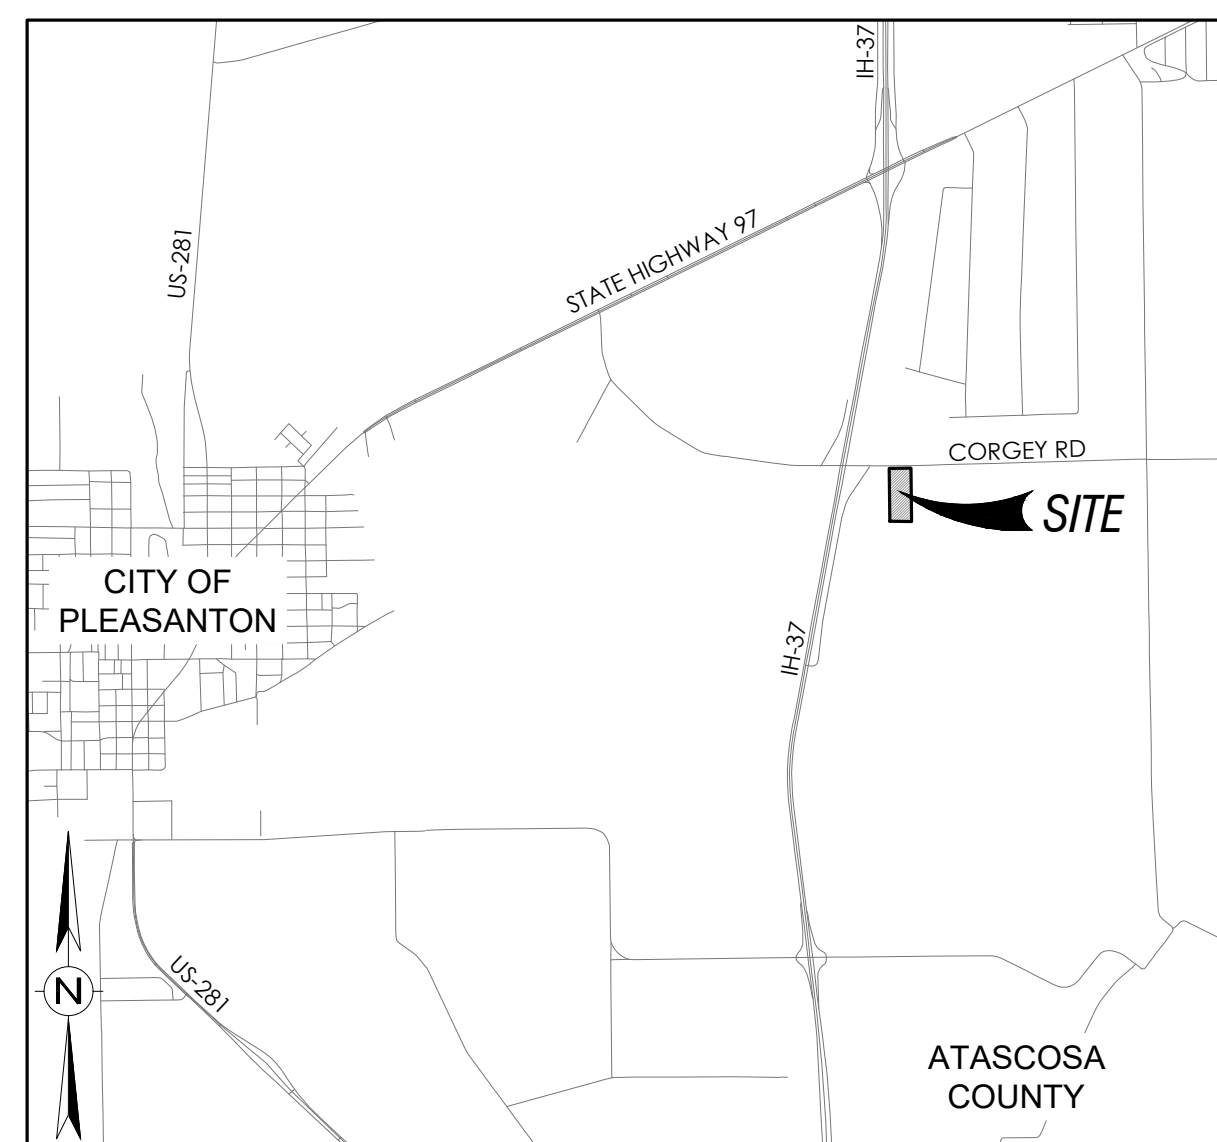 IH-37
US-281
STATE HIGHWAY 97
CORGEY RD
SITE
CITY OF
PLEASANTON
IH-37
US-281
N
ATASCOSA
COUNTY